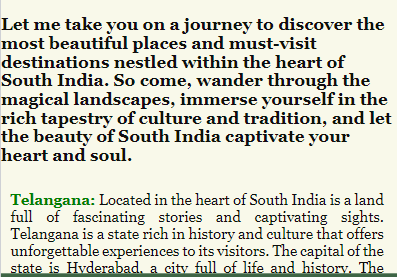 Let me take you on a journey to discover the
most beautiful places and must-visit
destinations nestled within the heart of
South India. So come, wander through the
magical landscapes, immerse yourself in the
rich tapestry of culture and tradition, and let
the beauty of South India captivate your
heart and soul.
Telangana: Located in the heart of South India is a land
full of fascinating stories and captivating sights.
Telangana is a state rich in history and culture that offers
unforgettable experiences to its visitors. The capital of the
state is Hyderabad, a city full of life and history. The